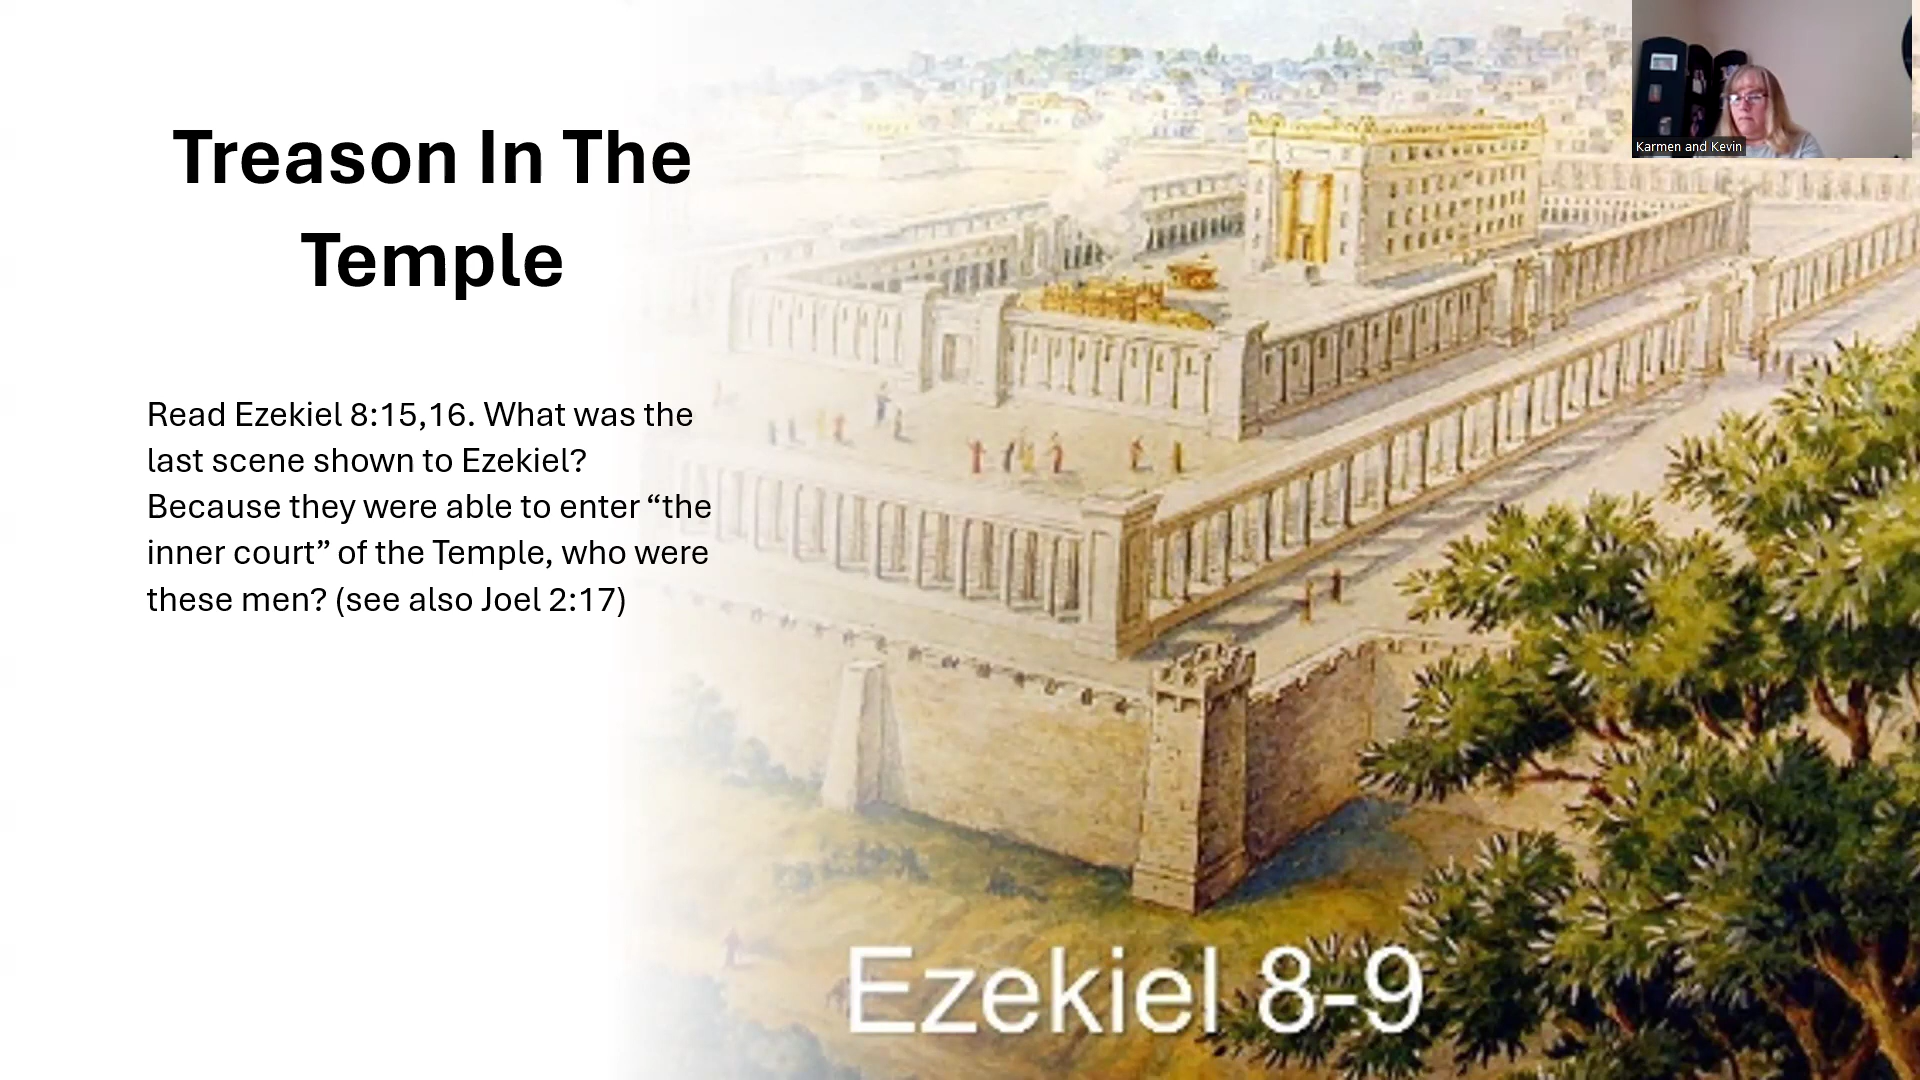 Treason In The
Temple
Read Ezekiel 8:15,16. What was the
last scene shown to Ezekiel?
Because they were able to enter “the
inner court” of the Temple, who were
these men? (see also Joel 2:17)
Karmen and Kevin
Ezekiel 8-9